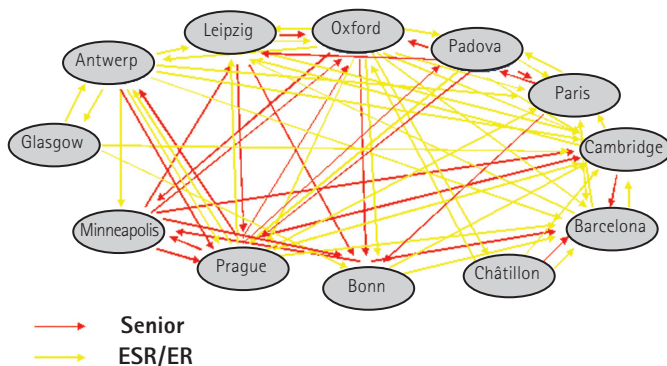 Leipzig
Oxford
Padova
Antwerp
Paris
Glasgow
Cambridge
Minneapolis
Barcelona
Prague
Bonn
Châtillon
Senior
ESR/ER